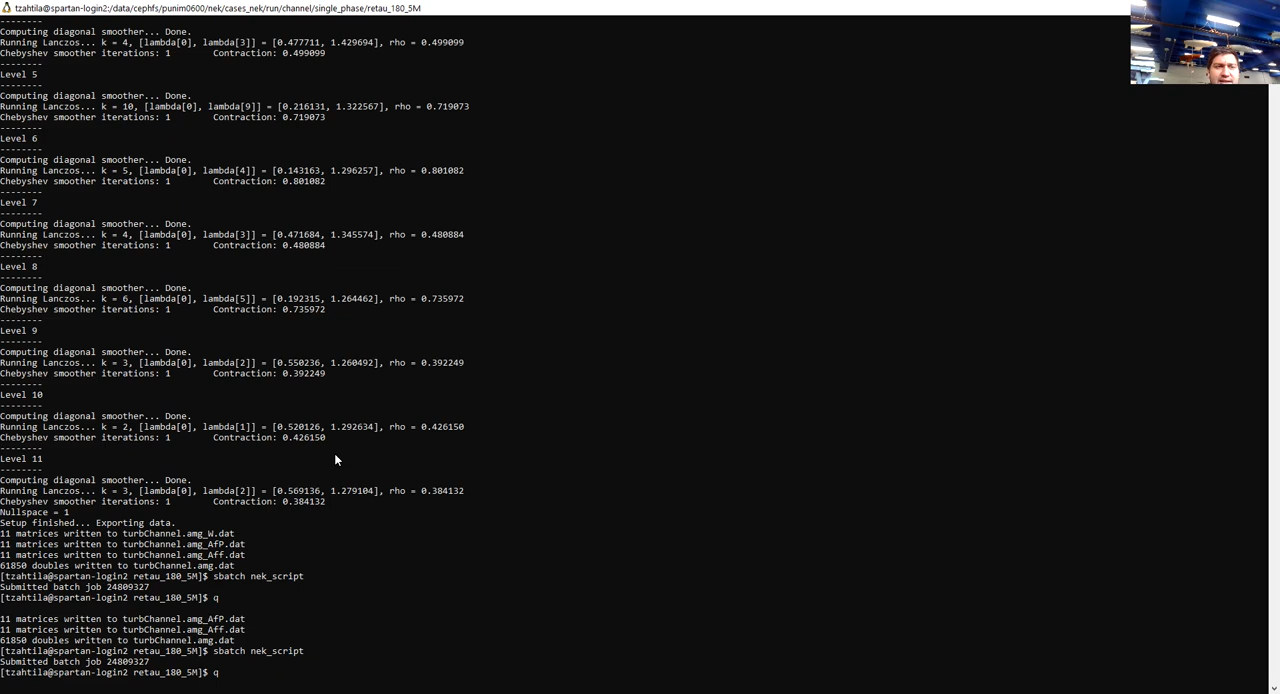 tzahtila@spartan-login2:/data/cephfs/punim0600/nek/cases_nek/run/channel/single_phase/retau_180_5M
--------
Computing diagonal smoother... Done.
Running Lanczos... k = 4, [lambda[0], lambda[3]] = [0.477711, 1.429694], rho = 0.499099
Chebyshev smoother iterations: 1 Contraction: 0.499099
--------
Level 5
--------
Computing diagonal smoother... Done.
Running Lanczos... k = 10, [lambda[0], lambda[9]] = [0.216131, 1.322567], rho = 0.719073
Chebyshev smoother iterations: 1 Contraction: 0.719073
--------
Level 6
--------
Computing diagonal smoother... Done.
Running Lanczos... k = 5, [lambda[0], lambda[4]] = [0.143163, 1.296257], rho = 0.801082
Chebyshev smoother iterations: 1 Contraction: 0.801082
--------
Level 7
--------
Computing diagonal smoother... Done.
Running Lanczos... k = 4, [lambda[0], lambda[3]] = [0.471684, 1.345574], rho = 0.480884
Chebyshev smoother iterations: 1 Contraction: 0.480884
--------
Level 8
--------
Computing diagonal smoother... Done.
Running Lanczos... k = 6, [lambda[0], lambda[5]] = [0.192315, 1.264462], rho = 0.735972
Chebyshev smoother iterations: 1 Contraction: 0.735972
--------
Level 9
--------
Computing diagonal smoother... Done.
Running Lanczos... k = 3, [lambda[0], lambda[2]] = [0.550236, 1.260492], rho = 0.392249
Chebyshev smoother iterations: 1 Contraction: 0.392249
--------
Level 10
--------
Computing diagonal smoother... Done.
Running Lanczos... k = 2, [lambda[0], lambda[1]] = [0.520126, 1.292634], rho = 0.426150
Chebyshev smoother iterations: 1 Contraction: 0.426150
--------
Level 11
--------
Computing diagonal smoother... Done.
Running Lanczos... k = 3, [lambda[0], lambda[2]] = [0.569136, 1.279104], rho = 0.384132
Chebyshev smoother iterations: 1 Contraction: 0.384132
Nullspace = 1
Setup finished... Exporting data.
11 matrices written to turbChannel.amg_W.dat
11 matrices written to turbChannel.amg_AfP.dat
11 matrices written to turbChannel.amg_Aff.dat
61850 doubles written to turbChannel.amg.dat
[tzahtila@spartan-login2 retau_180_5M]$ sbatch nek_script
Submitted batch job 24809327
[tzahtila@spartan-login2 retau_180_5M]$ q
11 matrices written to turbChannel.amg_AfP.dat
11 matrices written to turbChannel.amg_Aff.dat
61850 doubles written to turbChannel.amg.dat
[tzahtila@spartan-login2 retau_180_5M]$ sbatch nek_script
Submitted batch job 24809327
[tzahtila@spartan-login2 retau_180_5M]$ q